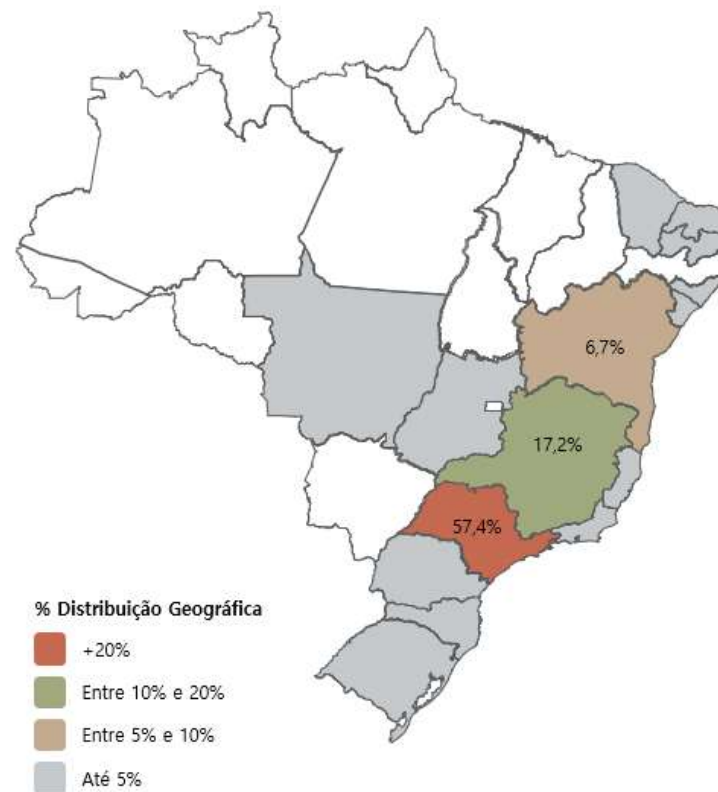 6,7%
17,2%
57,4%
% Distribuição Geográfica
+20%
Entre 10% e 20%
Entre 5% e 10%
Até 5%